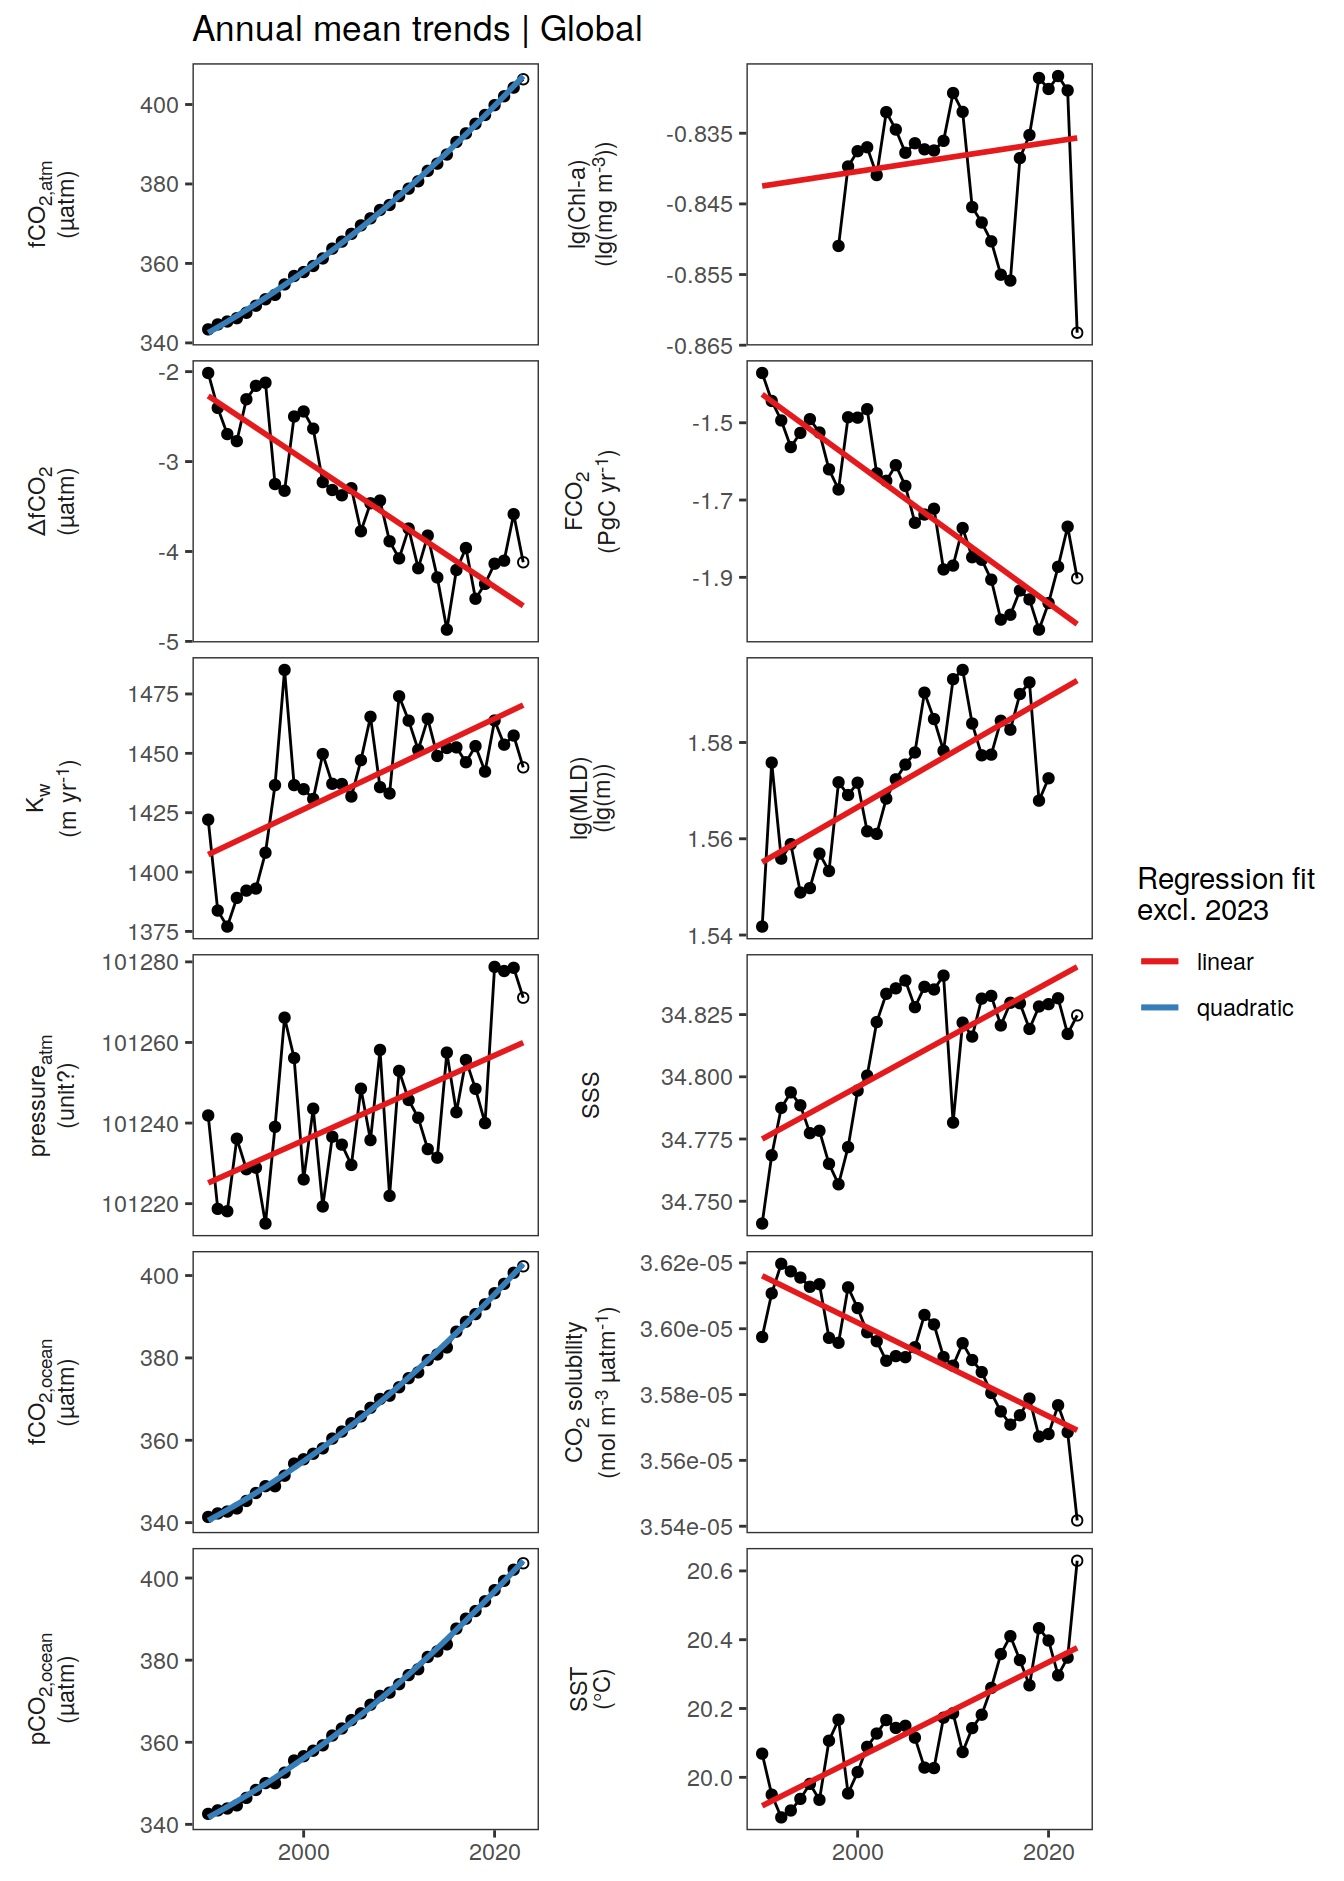 Annual mean trends | Global
fCO2,atm
(µatm)
400
380
360
340
lg(Chl-a)
(lg(mg m-3))
-0.835
-0.845
-0.855
-0.865
ΔfCO2
(µatm)
-2
-3
-4
-5
FCO2
(PgC yr-1)
-1.5
-1.7
-1.9
Kw
(m yr-1)
1475
1450
1425
1400
1375
lg(MLD)
(lg(m))
1.58
1.56
1.54
pressureatm
(unit?)
101280
101260
101240
101220
SSS
34.825
34.800
34.775
34.750
fCO2,ocean
(µatm)
400
380
360
340
CO2 solubility
(mol m-3 µatm-1)
3.62e-05
3.60e-05
3.58e-05
3.56e-05
3.54e-05
pCO2,ocean
(µatm)
400
380
360
340
SST
(°C)
20.6
20.4
20.2
20.0
2000 2020
2000 2020
Regression fit
excl. 2023
linear
quadratic